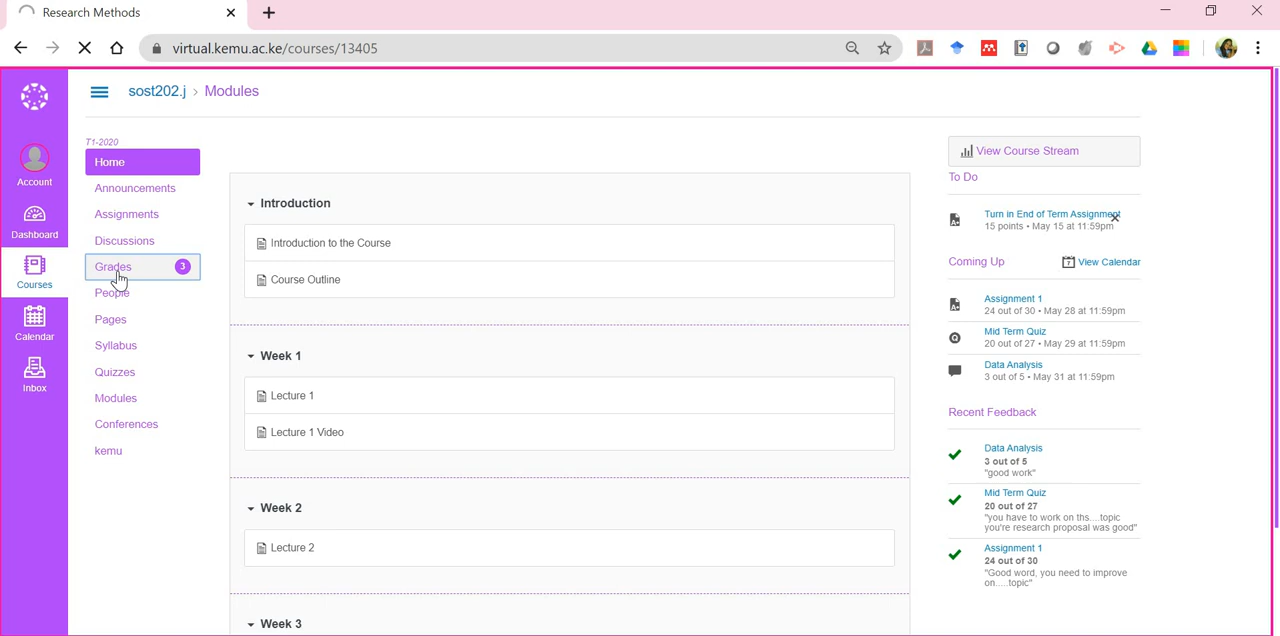 Research Methods
virtual.kemu.ac.ke/courses/13405
sost202.j > Modules
T1-2020
Home
Announcements
Assignments
Discussions
Grades 3
People
Pages
Syllabus
Quizzes
Modules
Conferences
kemu
Account
Dashboard
Courses
Calendar
Inbox
Introduction
Introduction to the Course
Course Outline
Week 1
Lecture 1
Lecture 1 Video
Week 2
Lecture 2
Week 3
View Course Stream
To Do
Turn in End of Term Assignment
15 points • May 15 at 11:59pm
Coming Up
7 View Calendar
Assignment 1
24 out of 30 • May 28 at 11:59pm
Mid Term Quiz
20 out of 27 • May 29 at 11:59pm
Data Analysis
3 out of 5 • May 31 at 11:59pm
Recent Feedback
Data Analysis
3 out of 5
"good work"
Mid Term Quiz
20 out of 27
"you have to work on ths....topic
you're research proposal was good"
Assignment 1
24 out of 30
"Good word, you need to improve
on.....topic"